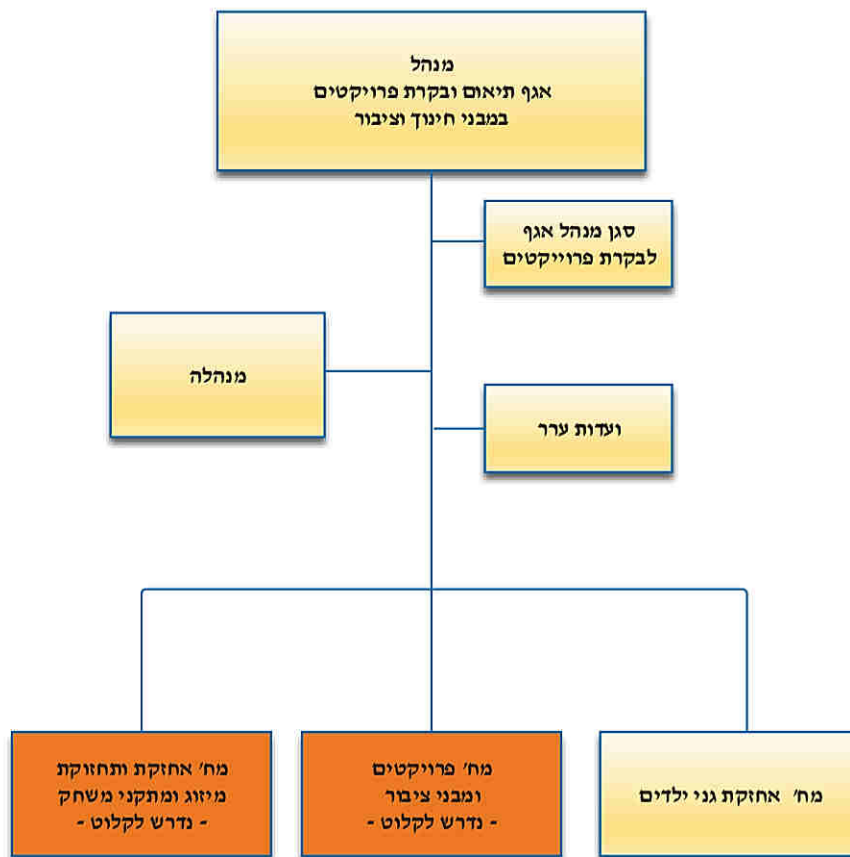 מנהל
אגף תיאום ובקרת פרויקטים
במבני חינוך וציבור
סגן מנהל אגף
לבקרת פרוייקטים
מנהלה
ועדות ערר
מח' אחזקת גני ילדים
מח' פרויקטים
ומבני ציבור
- נדרש לקלוט -
מח' אחזקת ותחזוקת
מיזוג ומתקני משחק
- נדרש לקלוט -